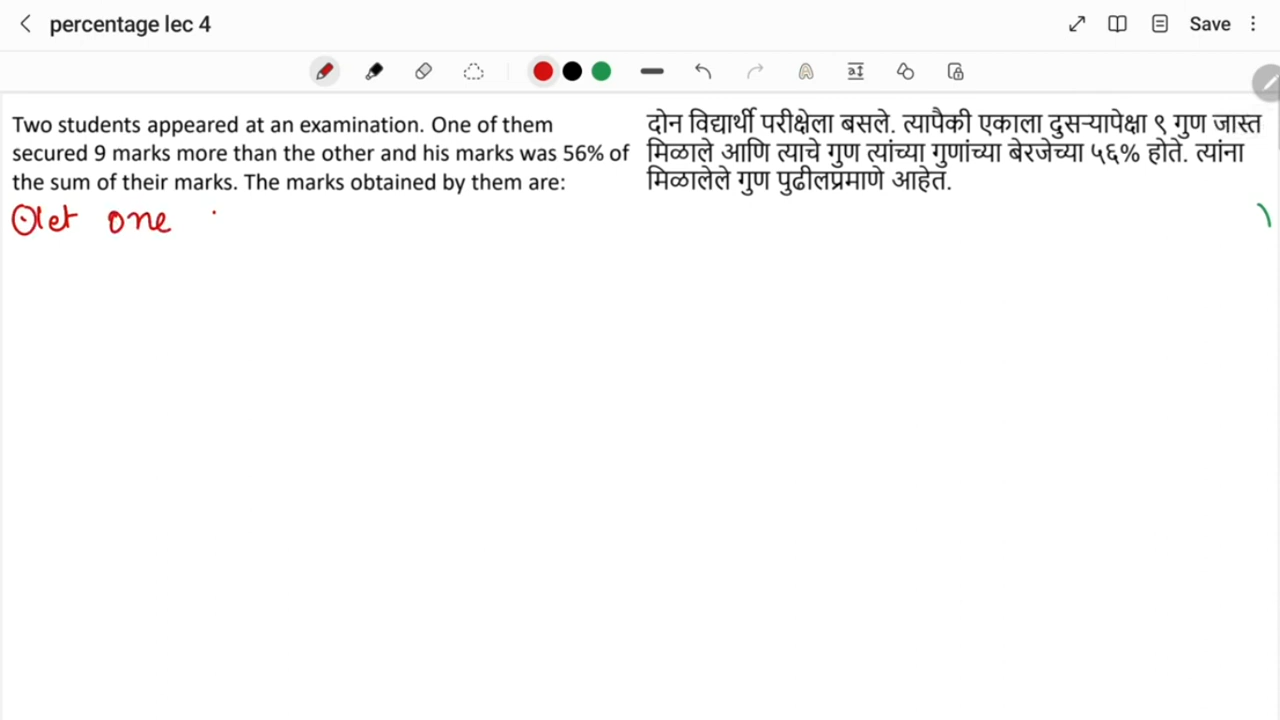 percentage lec 4
Save
Two students appeared at an examination. One of them
secured 9 marks more than the other and his marks was 56% of
the sum of their marks. The marks obtained by them are:
दोन विद्यार्थी परीक्षेला बसले. त्यापैकी एकाला दुसऱ्यापेक्षा ९ गुण जास्त
मिळाले आणि त्याचे गुण त्यांच्या गुणांच्या बेरजेच्या ५६% होते. त्यांना
मिळालेले गुण पुढीलप्रमाणे आहेत.
let one